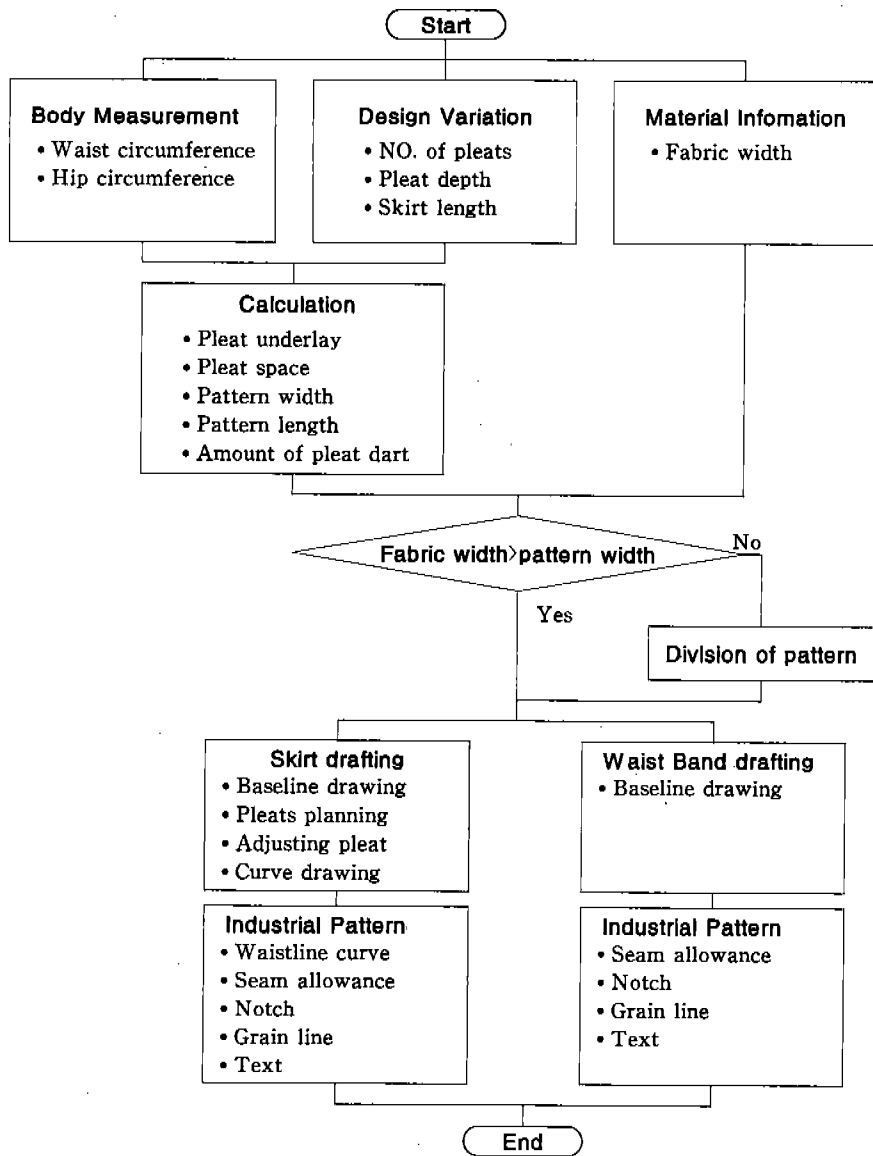 Start
Body Measurement
• Waist circumference
• Hip circumference
Design Variation
• NO. of pleats
• Pleat depth
• Skirt length
Material Infomation
• Fabric width
Calculation
• Pleat underlay
• Pleat space
• Pattern width
• Pattern length
• Amount of pleat dart
Fabric width>pattern width
No
Yes
Division of pattern
Skirt drafting
• Baseline drawing
• Pleats planning
• Adjusting pleat
• Curve drawing
Waist Band drafting
• Baseline drawing
Industrial Pattern
• Waistline curve
• Seam allowance
• Notch
• Grain line
• Text
Industrial Pattern
• Seam allowance
• Notch
• Grain line
• Text
End